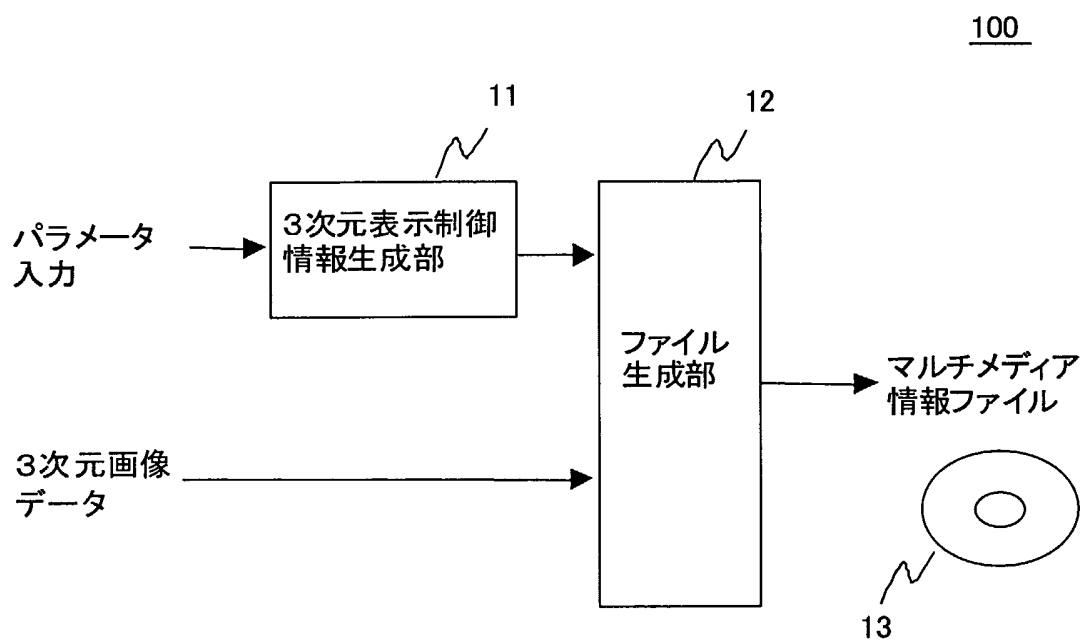 100
11
12
パラメータ
入力
３次元表示制御
情報生成部
ファイル
生成部
マルチメディア
情報ファイル
３次元画像
データ
13